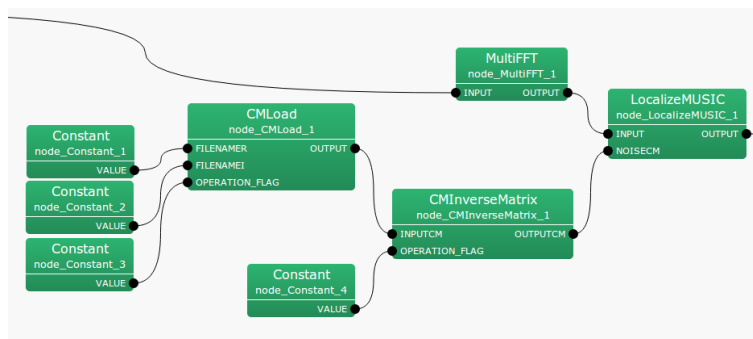 MultiFFT
node_MultiFFT_1
INPUT OUTPUT
LocalizeMUSIC
node_LocalizeMUSIC_1
INPUT OUTPUT
NOISECM
CMLoad
node_CMLoad_1
FILENAMER OUTPUT
FILENAMEI
OPERATION_FLAG
Constant
node_Constant_1
VALUE
Constant
node_Constant_2
VALUE
Constant
node_Constant_3
VALUE
CMInverseMatrix
node_CMInverseMatrix_1
INPUTCM OUTPUTCM
OPERATION_FLAG
Constant
node_Constant_4
VALUE